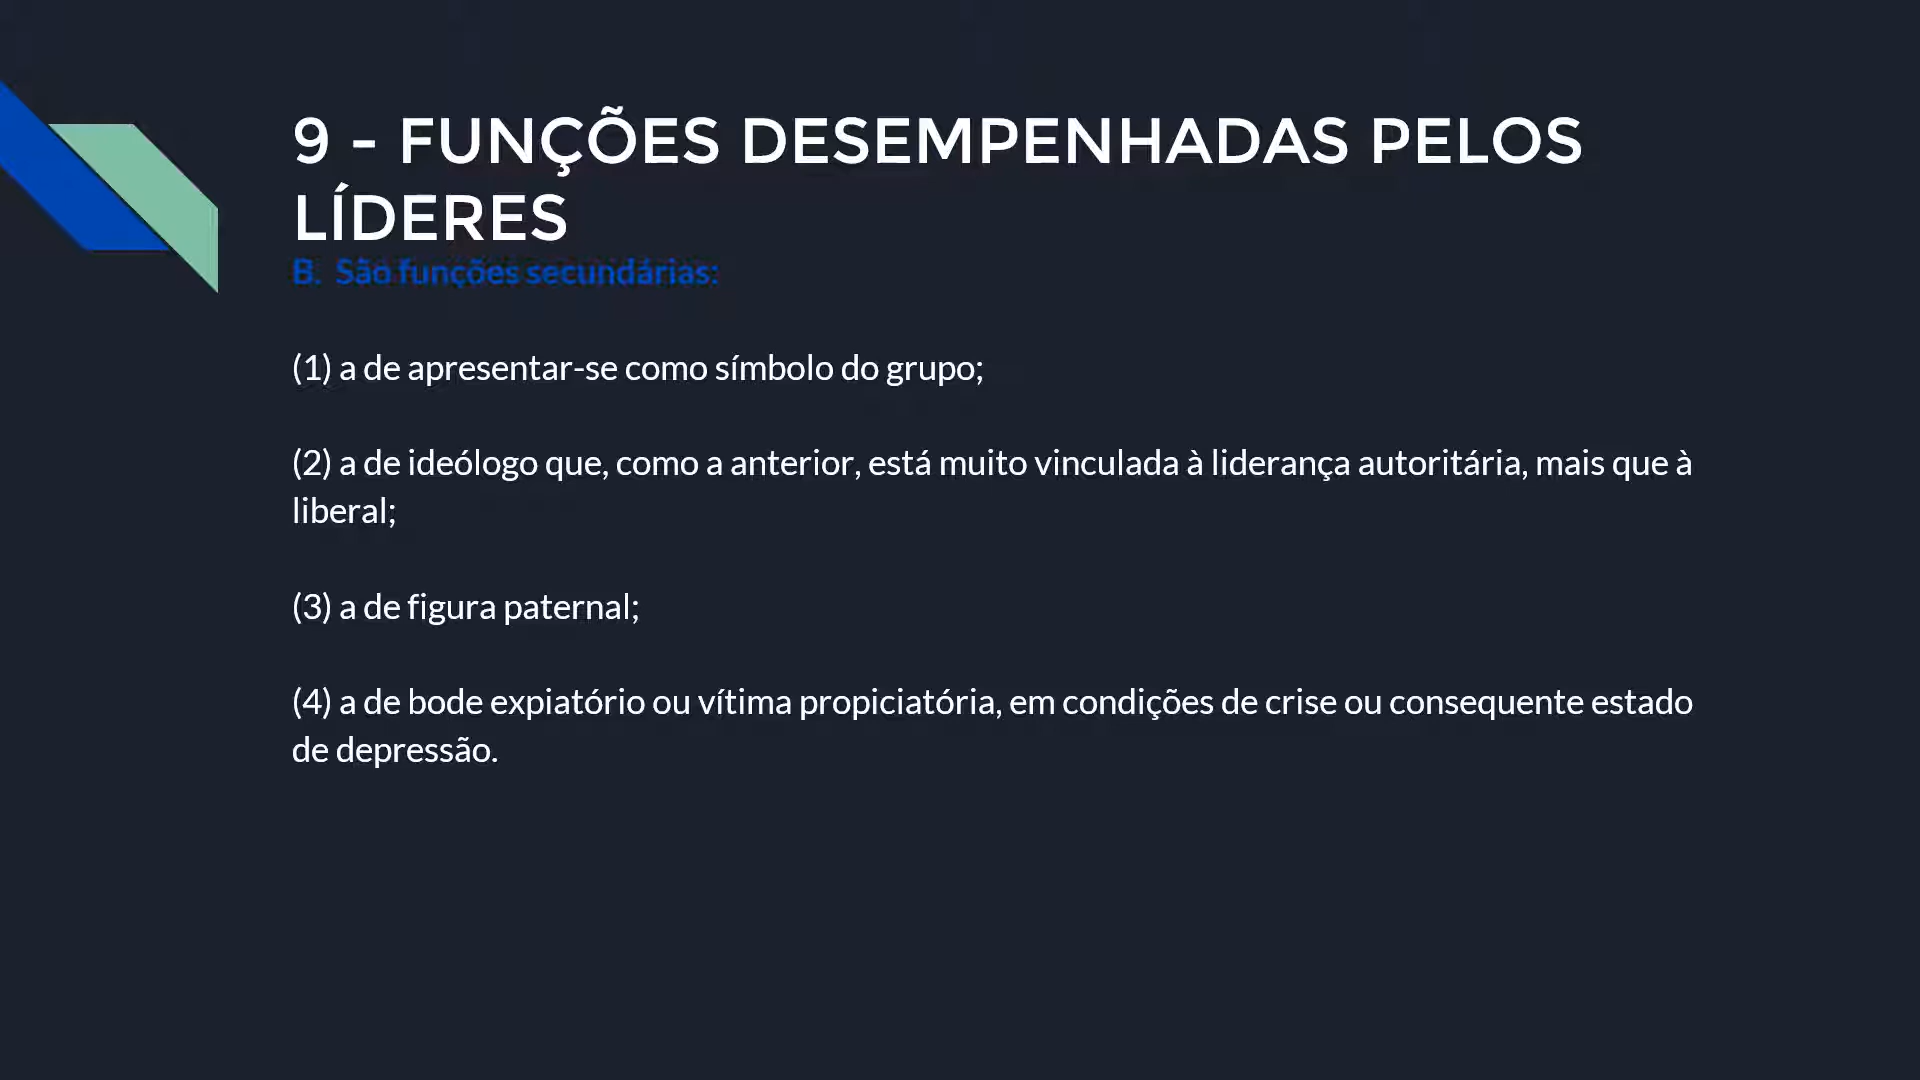 9 - FUNÇÕES DESEMPENHADAS PELOS
LÍDERES
B. São funções secundárias:
(1) a de apresentar-se como símbolo do grupo;
(2) a de ideólogo que, como a anterior, está muito vinculada à liderança autoritária, mais que à
liberal;
(3) a de figura paternal;
(4) a de bode expiatório ou vítima propiciatória, em condições de crise ou consequente estado
de depressão.